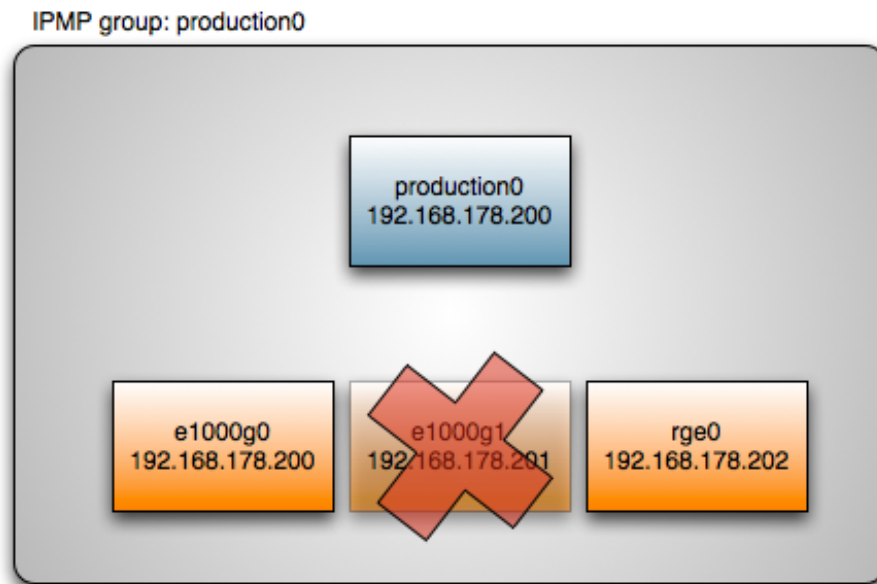 IPMP group: production0
production0
192.168.178.200
e1000g0
192.168.178.200
e1000g1
192.168.178.201
rge0
192.168.178.202